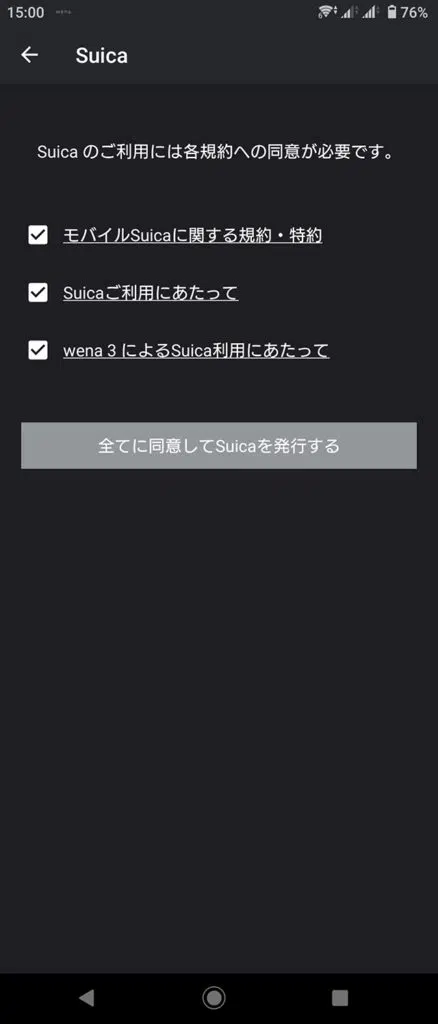 15:00 76%
Suica
Suica のご利用には各規約への同意が必要です。
モバイルSuicaに関する規約・特約
Suicaご利用にあたって
wena 3 によるSuica利用にあたって
全てに同意してSuicaを発行する